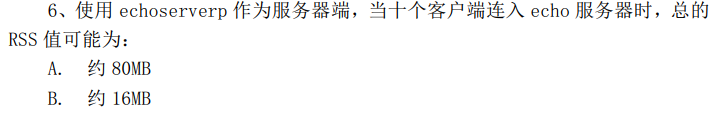 6、使用 echoserverp 作为服务器端，当十个客户端连入 echo 服务器时，总的
RSS 值可能为：
A. 约 80MB
B. 约 16MB